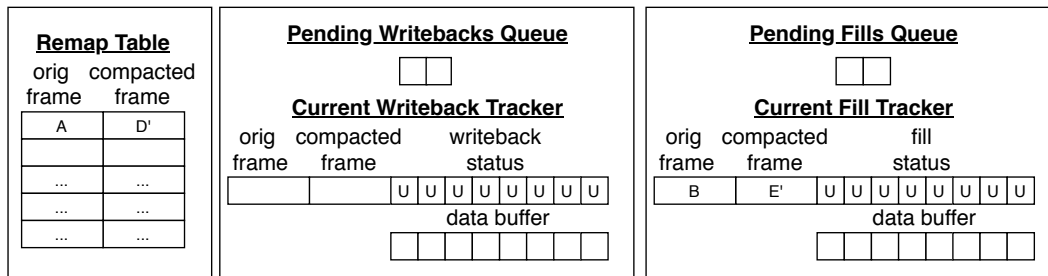 Remap Table
orig compacted
frame frame
A D'
... ...
... ...
... ...
Pending Writebacks Queue
Current Writeback Tracker
orig compacted writeback
frame frame status
U U U U U U U U
data buffer
Pending Fills Queue
Current Fill Tracker
orig compacted fill
frame frame status
B E' U U U U U U U U
data buffer